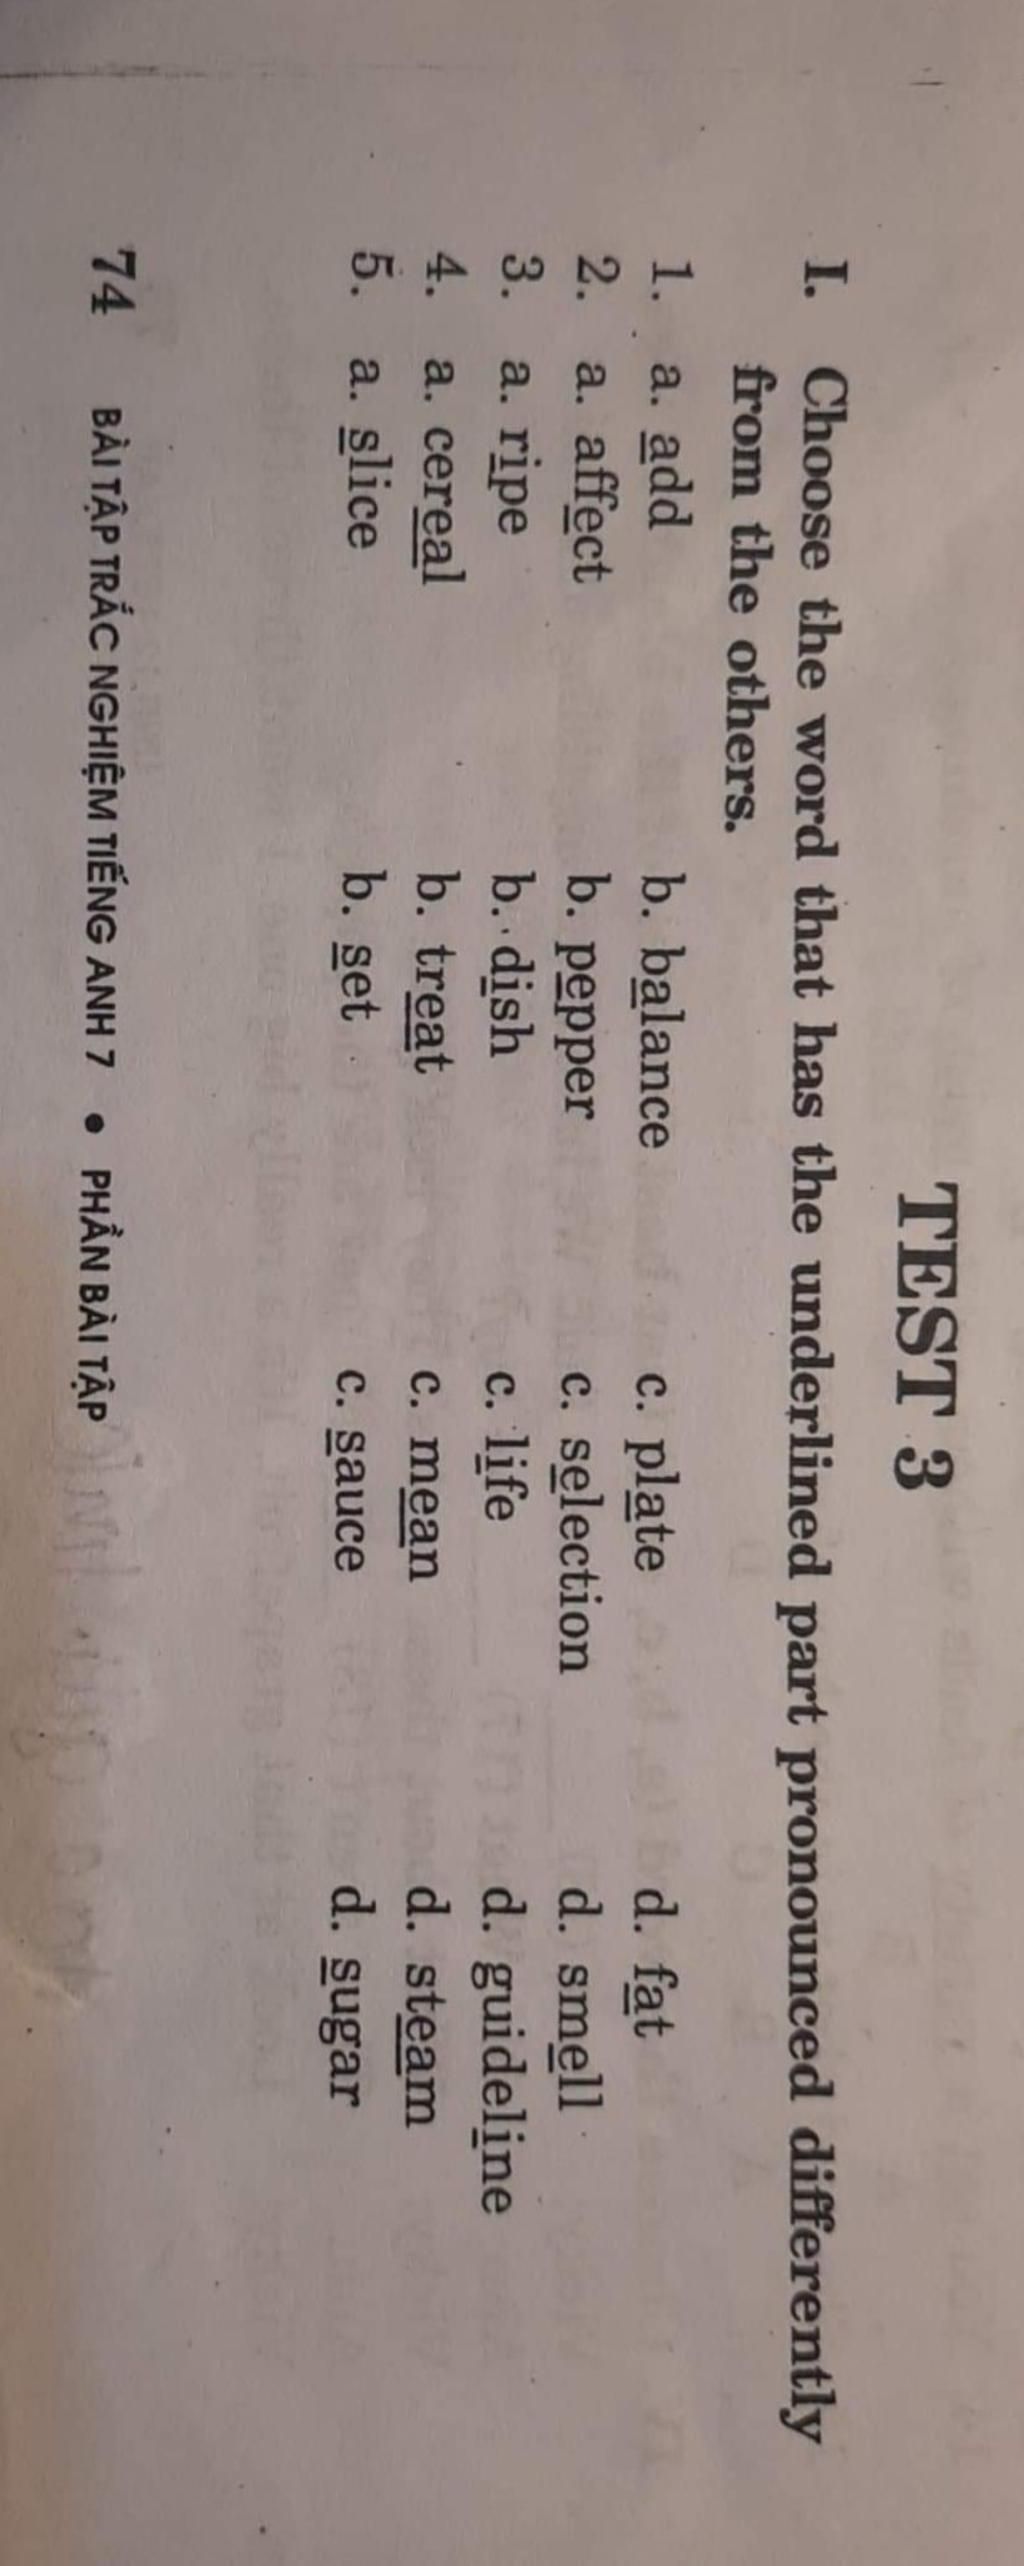 TEST 3
I. Choose the word that has the underlined part pronounced differently
from the others.
1. a. add b. balance c. plate d. fat
2. a. affect b. pepper c. selection d. smell
3. a. ripe b. dish c. life d. guideline
4. a. cereal b. treat c. mean d. steam
5. a. slice b. set c. sauce d. sugar
74 BÀI TẬP TRẮC NGHIỆM TIẾNG ANH 7 ● PHẦN BÀI TẬP